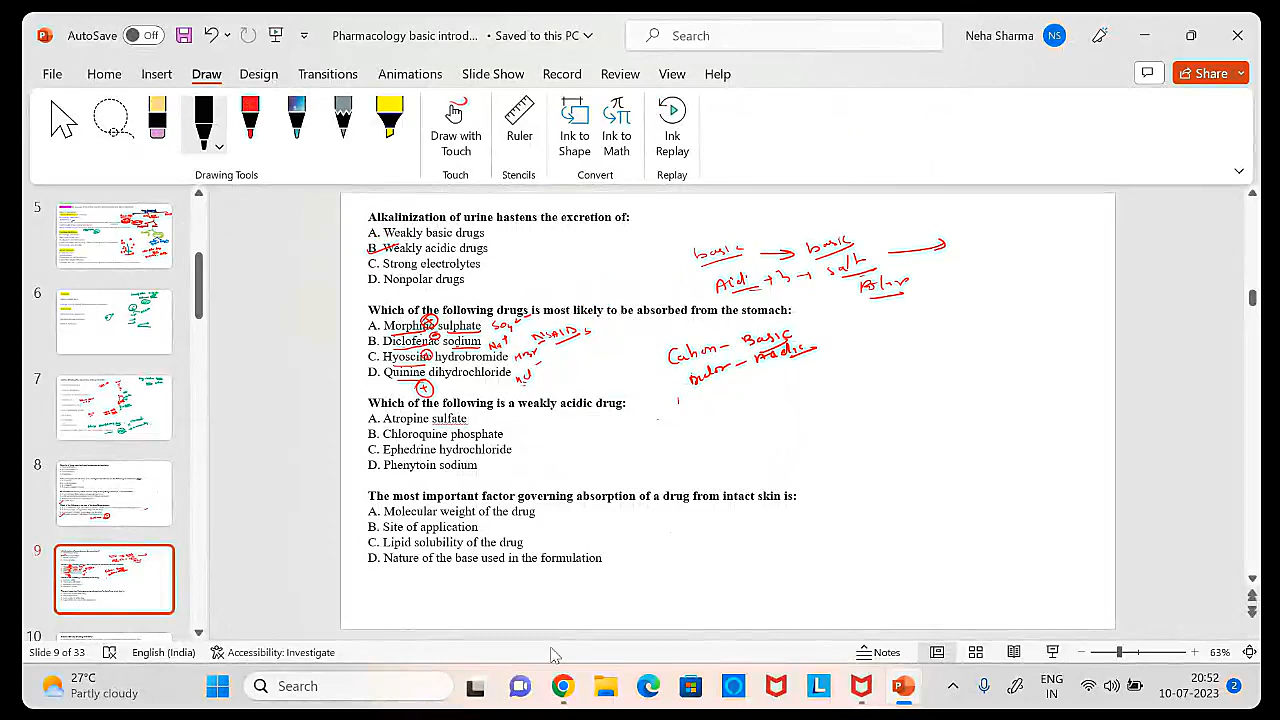 AutoSave Off Pharmacology basic introd... - Saved to this PC Search Neha Sharma NS
File Home Insert Draw Design Transitions Animations Slide Show Record Review View Help Share
Draw with Touch Ruler Ink to Shape Ink to Math Ink Replay
Drawing Tools Touch Stencils Convert Replay
5
6
7
8
9
10
Alkalinization of urine hastens the excretion of:
A. Weakly basic drugs
B. Weakly acidic drugs
C. Strong electrolytes
D. Nonpolar drugs
basic → basic
salt
Which of the following drugs is most likely to be absorbed from the stomach:
A. Morphine sulphate
B. Diclofenac sodium NSAIDs
C. Hyoscine hydrobromide
D. Quinine dihydrochloride
Basic
Which of the following is a weakly acidic drug:
A. Atropine sulfate
B. Chloroquine phosphate
C. Ephedrine hydrochloride
D. Phenytoin sodium
The most important factor governing absorption of a drug from intact skin is:
A. Molecular weight of the drug
B. Site of application
C. Lipid solubility of the drug
D. Nature of the base used in the formulation
Slide 9 of 33 English (India) Accessibility: Investigate Notes 63%
27°C
Partly cloudy
Search
ENG
IN
20:52
10-07-2023
2